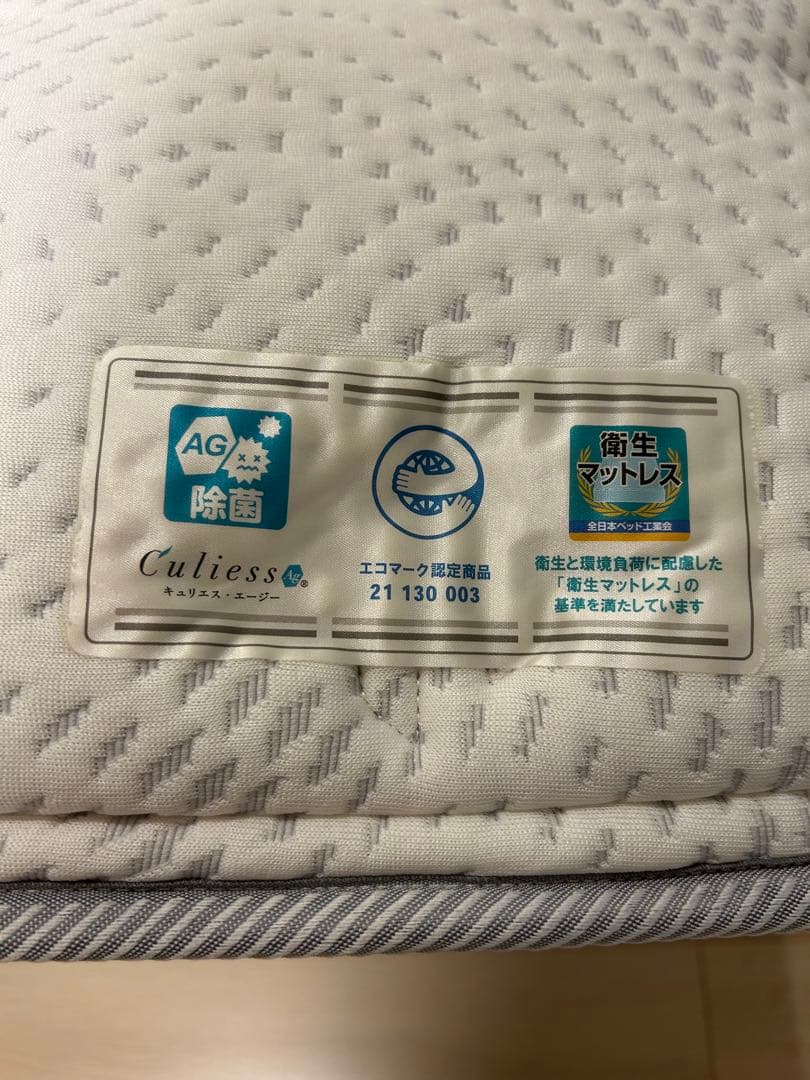 AG
除菌
Culiess Ag®
キュリエス・エージー
エコマーク認定商品
21 130 003
衛生
マットレス
全日本ベッド工業会
衛生と環境負荷に配慮した
「衛生マットレス」の
基準を満たしています